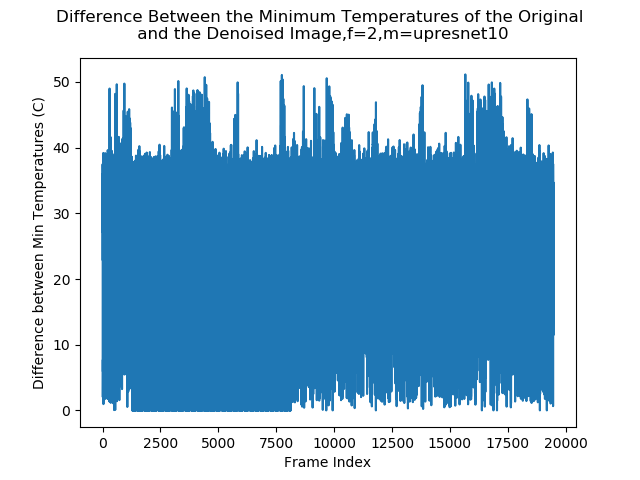 Difference Between the Minimum Temperatures of the Original
and the Denoised Image,f=2,m=upresnet10
Difference between Min Temperatures (C)
50
40
30
20
10
0
0 2500 5000 7500 10000 12500 15000 17500 20000
Frame Index